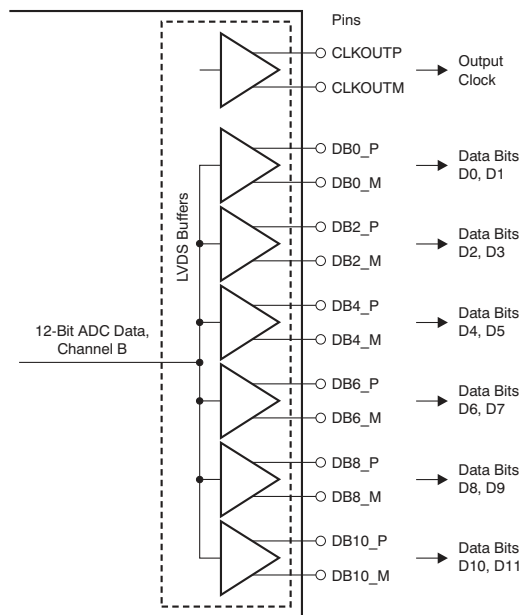 Pins
CLKOUTP
CLKOUTM
Output
Clock
DB0_P
DB0_M
Data Bits
D0, D1
LVDS Buffers
DB2_P
DB2_M
Data Bits
D2, D3
DB4_P
DB4_M
Data Bits
D4, D5
12-Bit ADC Data,
Channel B
DB6_P
DB6_M
Data Bits
D6, D7
DB8_P
DB8_M
Data Bits
D8, D9
DB10_P
DB10_M
Data Bits
D10, D11